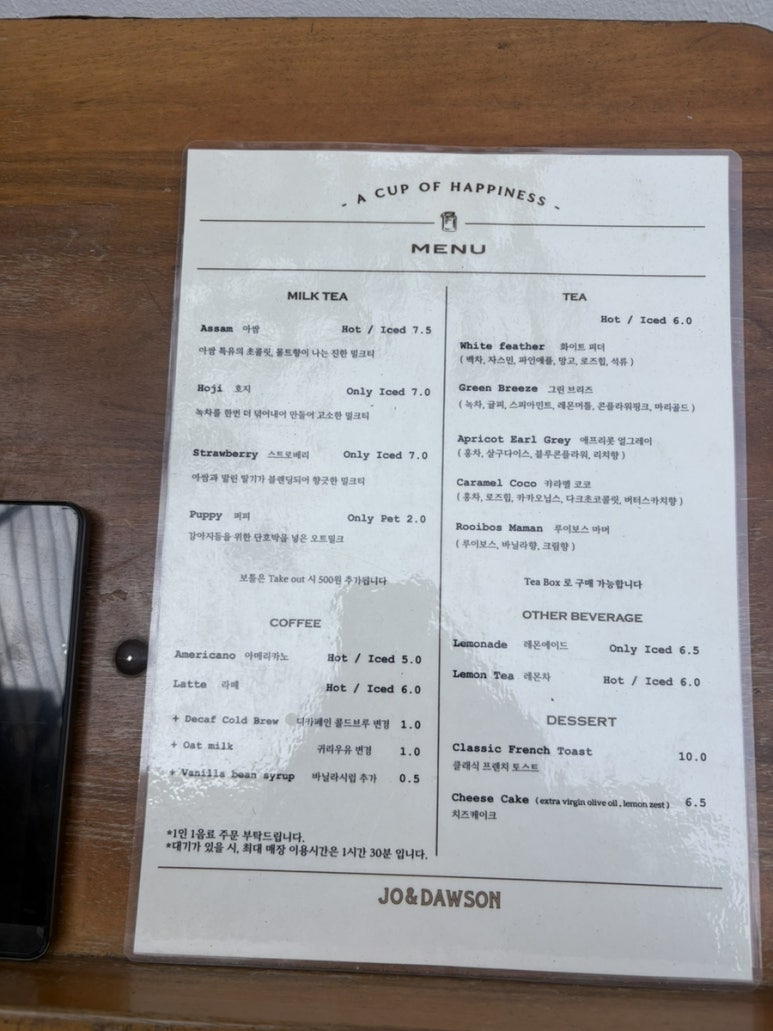 - A CUP OF HAPPINESS -
MENU
MILK TEA
Assam 아쌈 Hot / Iced 7.5
아쌈 특유의 초콜릿, 몰트향이 나는 진한 밀크티
Hoji 호지 Only Iced 7.0
녹차를 한번 더 덖어내어 만들어 고소한 밀크티
Strawberry 스트로베리 Only Iced 7.0
아쌈과 말린 딸기가 블렌딩되어 향긋한 밀크티
Puppy 퍼피 Only Pet 2.0
강아지들을 위한 단호박을 넣은 오트밀크
보틀은 Take out 시 500원 추가됩니다
COFFEE
Americano 아메리카노 Hot / Iced 5.0
Latte 라떼 Hot / Iced 6.0
+ Decaf Cold Brew 디카페인 콜드브루 변경 1.0
+ Oat milk 귀리우유 변경 1.0
+ Vanilla bean syrup 바닐라시럽 추가 0.5
*1인 1음료 주문 부탁드립니다.
*대기가 있을 시, 최대 매장 이용시간은 1시간 30분 입니다.
TEA
Hot / Iced 6.0
White feather 화이트 페더
( 백차, 자스민, 파인애플, 망고, 로즈힙, 석류 )
Green Breeze 그린 브리즈
( 녹차, 귤피, 스피아민트, 레몬머틀, 콘플라워핑크, 마리골드 )
Apricot Earl Grey 애프리콧 얼그레이
( 홍차, 살구다이스, 블루콘플라워, 리치향 )
Caramel Coco 카라멜 코코
( 홍차, 로즈힙, 카카오닙스, 다크초코콜릿, 버터스카치향 )
Rooibos Maman 루이보스 마머
( 루이보스, 바닐라향, 크림향 )
Tea Box 로 구매 가능합니다
OTHER BEVERAGE
Lemonade 레몬에이드 Only Iced 6.5
Lemon Tea 레몬차 Hot / Iced 6.0
DESSERT
Classic French Toast 10.0
클래식 프렌치 토스트
Cheese Cake ( extra virgin olive oil , lemon zest ) 6.5
치즈케이크
JO&DAWSON